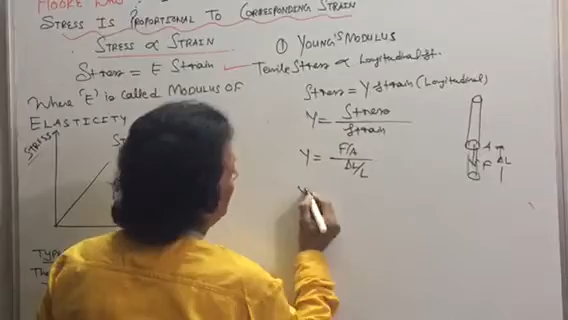 HOOKE LAW
STRESS IS PROPORTIONAL TO CORRESPONDING STRAIN
STRESS ∝ STRAIN
Stress = E Strain
Where 'E' is called MODULUS OF
ELASTICITY
STRESS
① YOUNG'S MODULUS
Tensile Stress ∝ Longitudinal St.
Stress = Y strain (Longitudinal)
Y = Stress / strain
Y = F/A / ΔL/L
Y
A
F
ΔL